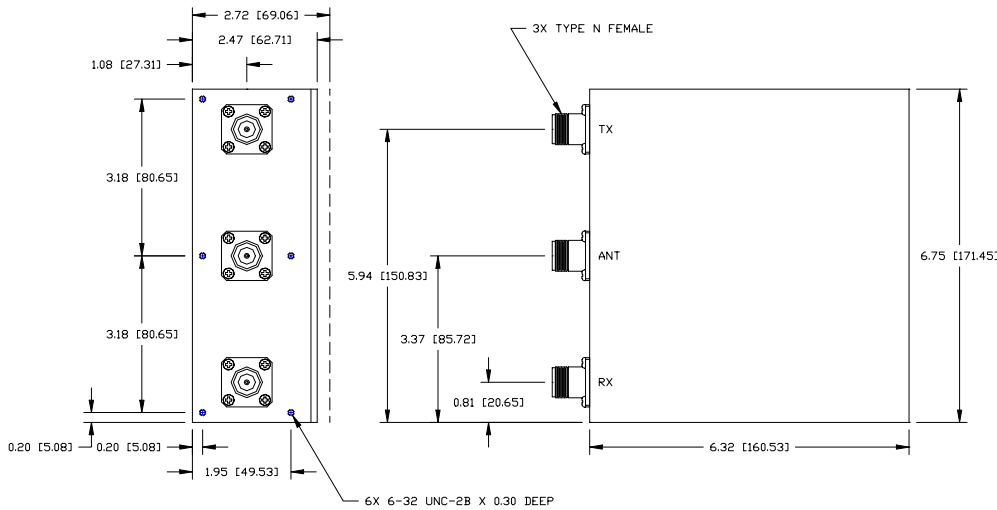 2.72 [69.06]
2.47 [62.71]
1.08 [27.31]
3X TYPE N FEMALE
TX
3.18 [80.65]
ANT
5.94 [150.83]
6.75 [171.45]
3.18 [80.65]
3.37 [85.72]
RX
0.81 [20.65]
0.20 [5.08]
0.20 [5.08]
6.32 [160.53]
1.95 [49.53]
6X 6-32 UNC-2B X 0.30 DEEP